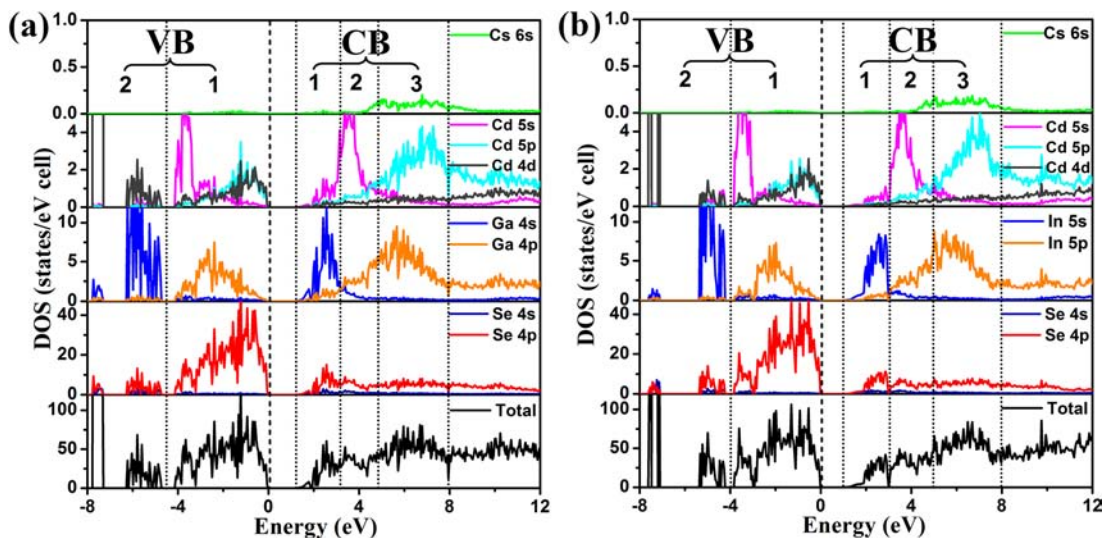 (a)
VB
CB
2
1
1
2
3
Cs 6s
1.0
0.5
0.0
Cd 5s
Cd 5p
Cd 4d
4
2
0
Ga 4s
Ga 4p
10
5
0
Se 4s
Se 4p
40
20
0
Total
100
50
0
DOS (states/eV cell)
-8 -4 0 4 8 12
Energy (eV)
(b)
VB
CB
2
1
1
2
3
Cs 6s
1.0
0.5
0.0
Cd 5s
Cd 5p
Cd 4d
4
2
0
In 5s
In 5p
10
5
0
Se 4s
Se 4p
40
20
0
Total
100
50
0
DOS (states/eV cell)
-8 -4 0 4 8 12
Energy (eV)